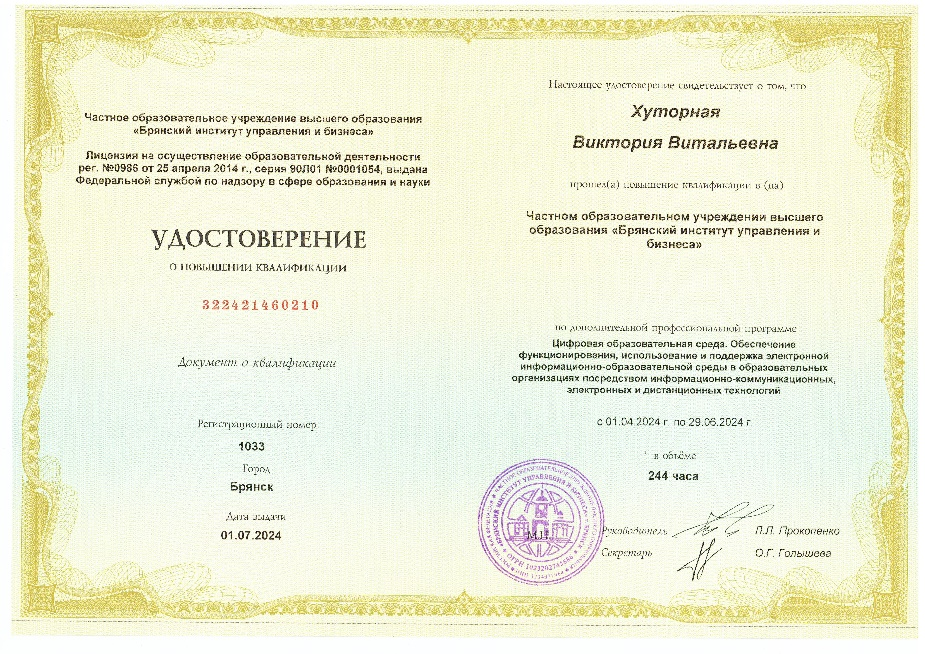 Частное образовательное учреждение высшего образования
«Брянский институт управления и бизнеса»
Лицензия на осуществление образовательной деятельности
рег. №0986 от 25 апреля 2014 г., серия 90Л01 №0001054, выдана
Федеральной службой по надзору в сфере образования и науки
УДОСТОВЕРЕНИЕ
О ПОВЫШЕНИИ КВАЛИФИКАЦИИ
322421460210
Документ о квалификации
Регистрационный номер
1033
Город
Брянск
Дата выдачи
01.07.2024
Настоящее удостоверение свидетельствует о том, что
Хуторная
Виктория Витальевна
прошел(а) повышение квалификации в (на)
Частном образовательном учреждении высшего
образования «Брянский институт управления и
бизнеса»
по дополнительной профессиональной программе
Цифровая образовательная среда. Обеспечение
функционирования, использование и поддержка электронной
информационно-образовательной среды в образовательных
организациях посредством информационно-коммуникационных,
электронных и дистанционных технологий
с 01.04.2024 г. по 29.06.2024 г.
в объёме
244 часа
М.П.
Руководитель
П.Л. Прокопенко
Секретарь
О.Г. Голышева